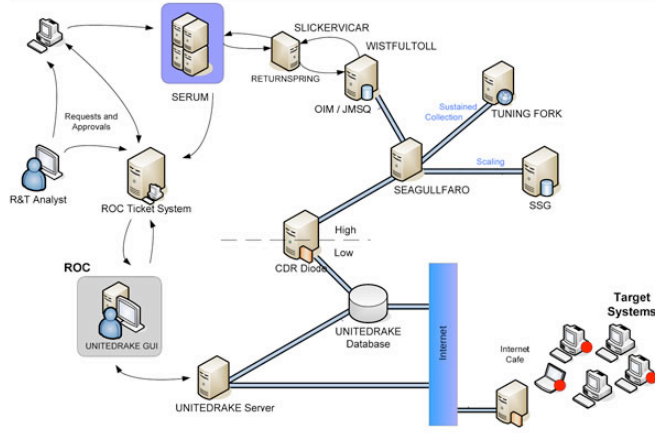 SLICKERVICAR
WISTFULTOLL
RETURNSPRING
SERUM
OIM / JMSQ
Sustained
Collection
TUNING FORK
Requests and
Approvals
Scaling
R&T Analyst
ROC Ticket System
SEAGULLFARO
SSG
High
Low
CDR Diode
ROC
UNITEDRAKE GUI
UNITEDRAKE
Database
Internet
Target
Systems
Internet
Cafe
UNITEDRAKE Server